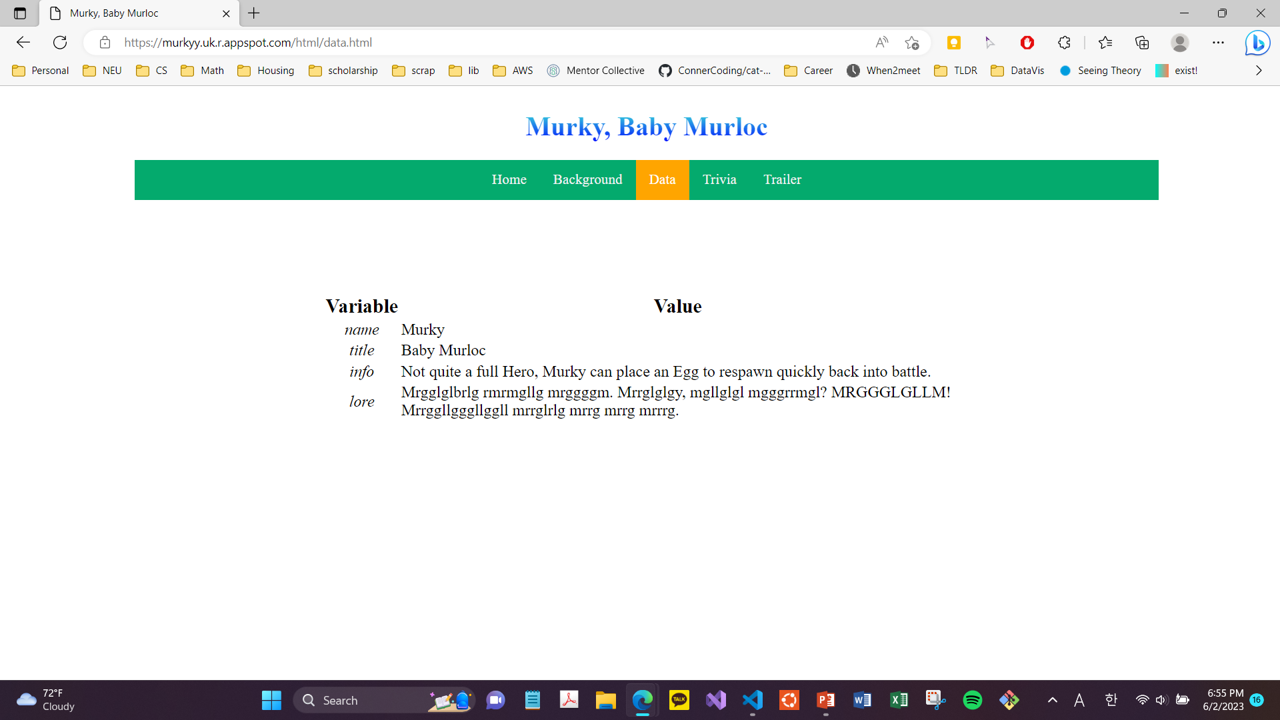 Murky, Baby Murloc
https://murkyy.uk.r.appspot.com/html/data.html
Personal NEU CS Math Housing scholarship scrap lib AWS Mentor Collective ConnerCoding/cat-... Career When2meet TLDR DataVis Seeing Theory exist!
Murky, Baby Murloc
Home Background Data Trivia Trailer
Variable Value
name Murky
title Baby Murloc
info Not quite a full Hero, Murky can place an Egg to respawn quickly back into battle.
lore Mrgglglbrlg rmrmgllg mrggggm. Mrrglglgy, mgllglgl mgggrrmgl? MRGGGLGLLM!
Mrrggllgggllggll mrrglrlg mrrg mrrg mrrrg.
72°F
Cloudy
Search
TALK
A 한
6:55 PM
6/2/2023
16